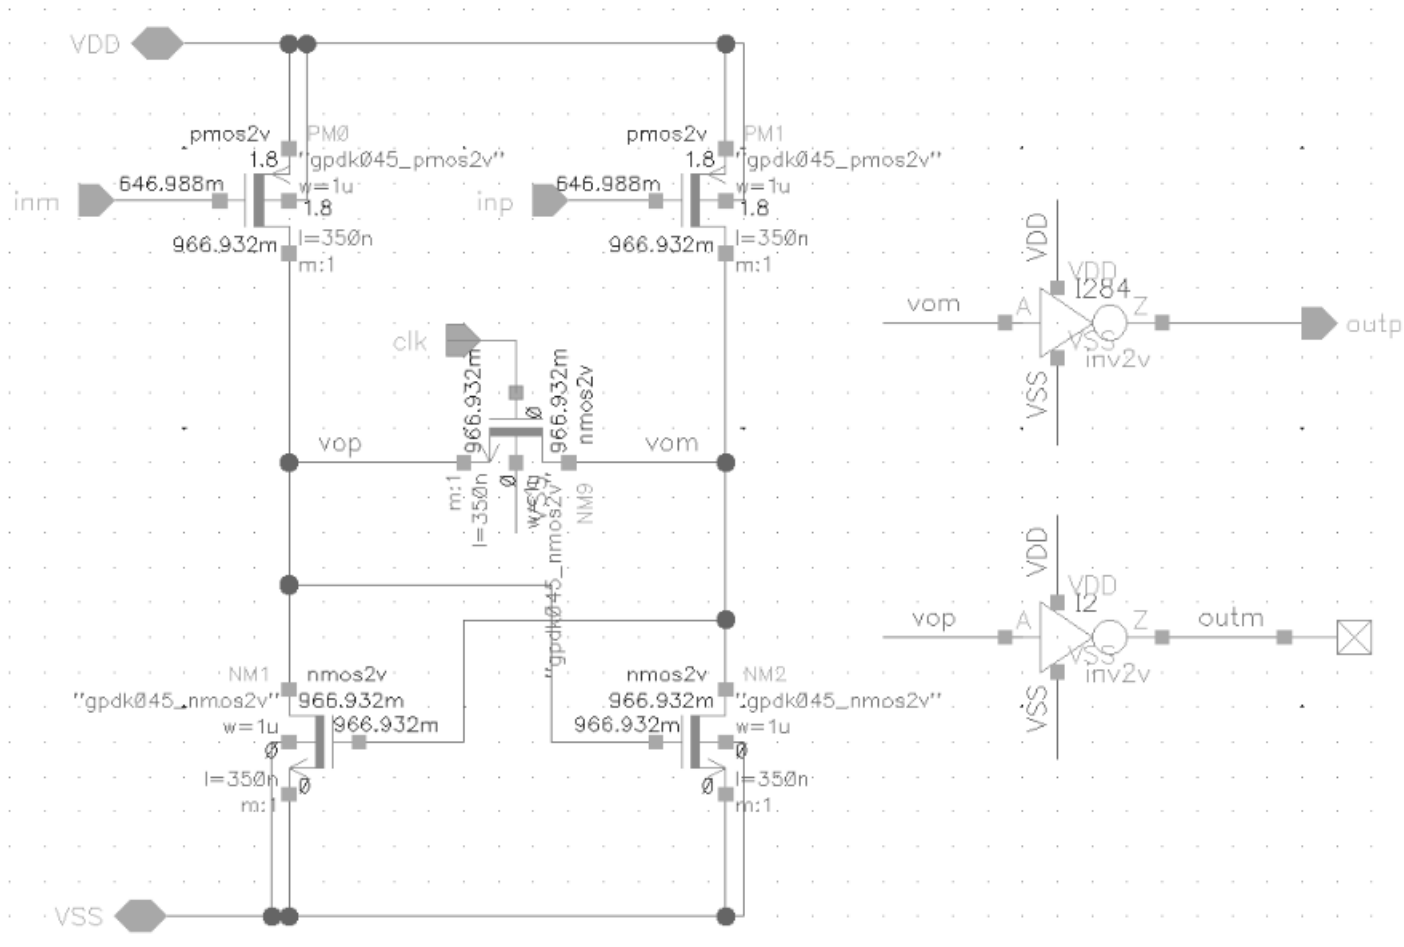 VDD
pmos2v PM0
1.8 "gpdk045_pmos2v"
inm 646.988m w=1u
1.8
966.932m l=350n
m:1
pmos2v PM1
1.8 "gpdk045_pmos2v"
inp 646.988m w=1u
1.8
966.932m l=350n
m:1
clk
966.932m
0
966.932m
nmos2v
vop
vom
m:1
l=350n
0
NM9
"gpdk045_nmos2v"
NM1 nmos2v
"gpdk045_nmos2v" 966.932m
w=1u 966.932m
0
l=350n 0
m:1
nmos2v NM2
966.932m "gpdk045_nmos2v"
966.932m w=1u
0
0 l=350n
m:1
VSS
VDD
VDD
I284
vom A Z outp
VSS
inv2v
VSS
VDD
VDD
I2
vop A Z outm
VSS
inv2v
VSS